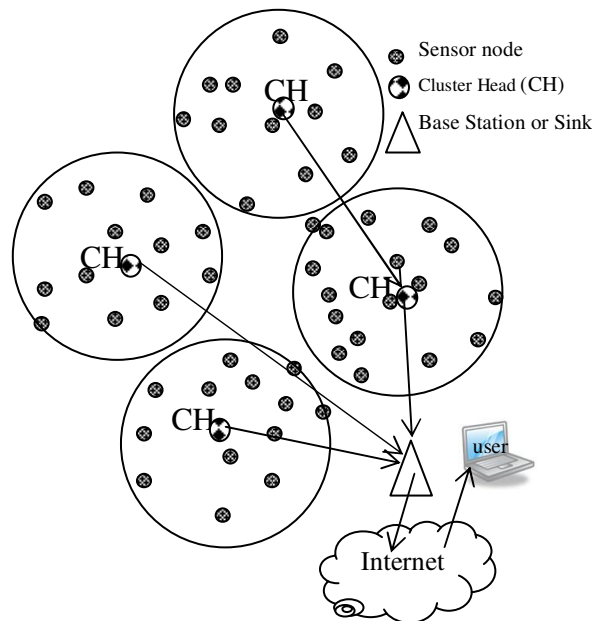 Sensor node
Cluster Head (CH)
Base Station or Sink
CH
CH
CH
CH
user
Internet